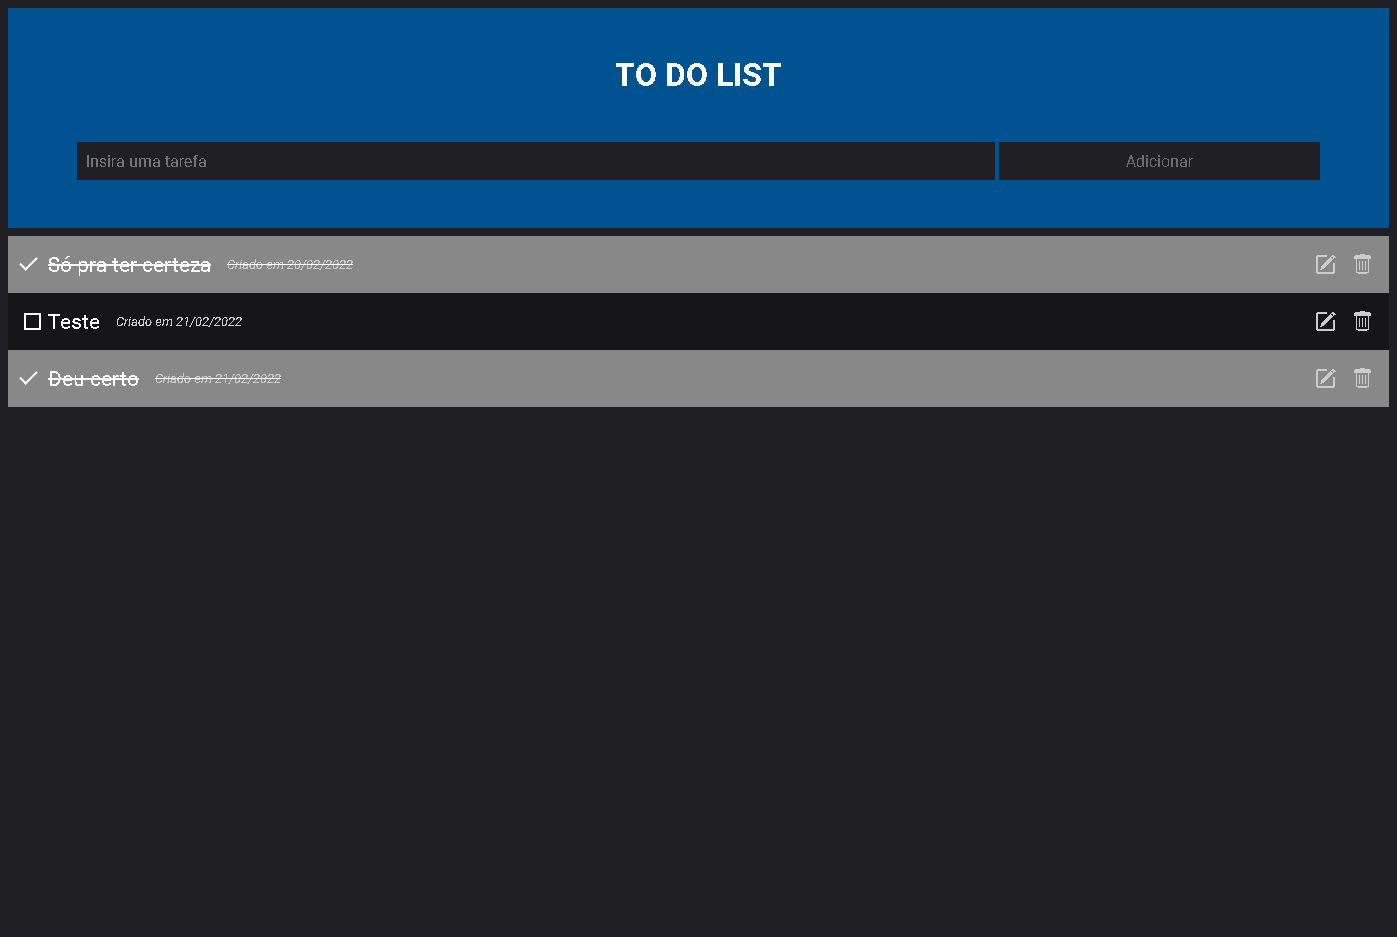 TO DO LIST
Insira uma tarefa Adicionar
Só pra ter certeza Criado em 20/02/2022
Teste Criado em 21/02/2022
Deu certo Criado em 21/02/2022